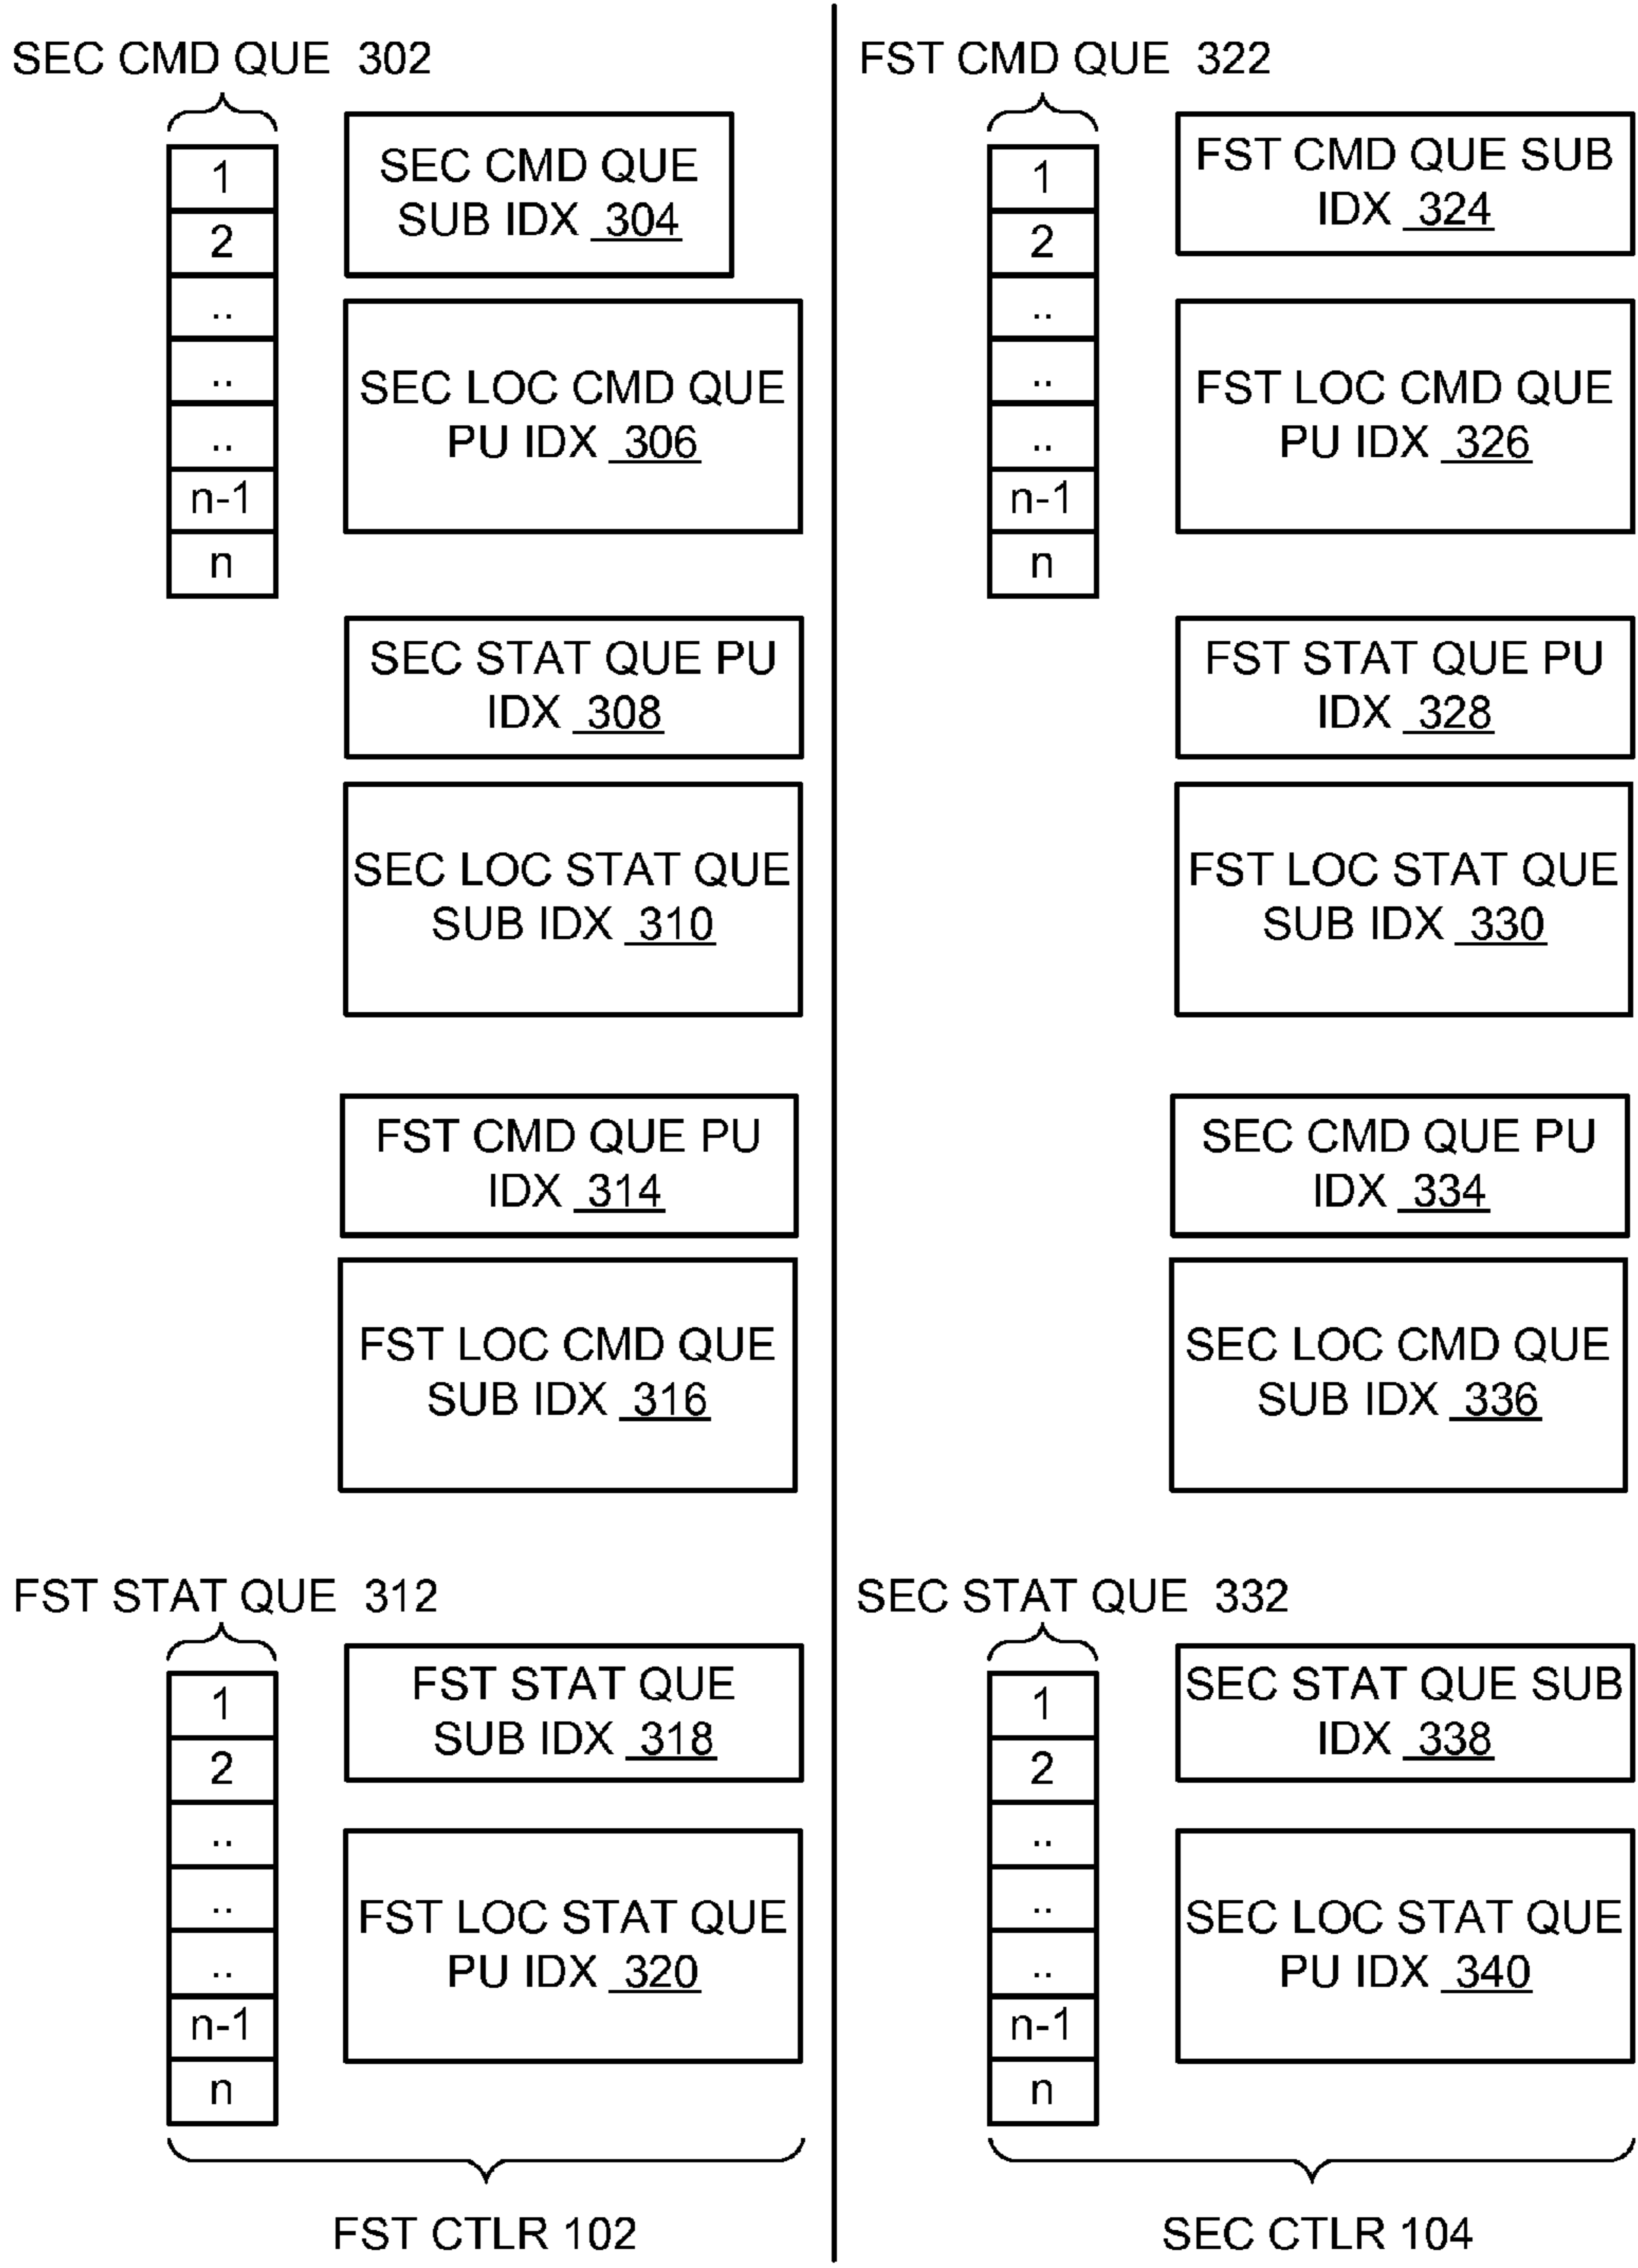 SEC CMD QUE 302
1
2
..
..
..
n-1
n
SEC CMD QUE
SUB IDX 304
SEC LOC CMD QUE
PU IDX 306
SEC STAT QUE PU
IDX 308
SEC LOC STAT QUE
SUB IDX 310
FST CMD QUE PU
IDX 314
FST LOC CMD QUE
SUB IDX 316
FST STAT QUE 312
1
2
..
..
..
n-1
n
FST STAT QUE
SUB IDX 318
FST LOC STAT QUE
PU IDX 320
FST CTLR 102
FST CMD QUE 322
1
2
..
..
..
n-1
n
FST CMD QUE SUB
IDX 324
FST LOC CMD QUE
PU IDX 326
FST STAT QUE PU
IDX 328
FST LOC STAT QUE
SUB IDX 330
SEC CMD QUE PU
IDX 334
SEC LOC CMD QUE
SUB IDX 336
SEC STAT QUE 332
1
2
..
..
..
n-1
n
SEC STAT QUE SUB
IDX 338
SEC LOC STAT QUE
PU IDX 340
SEC CTLR 104